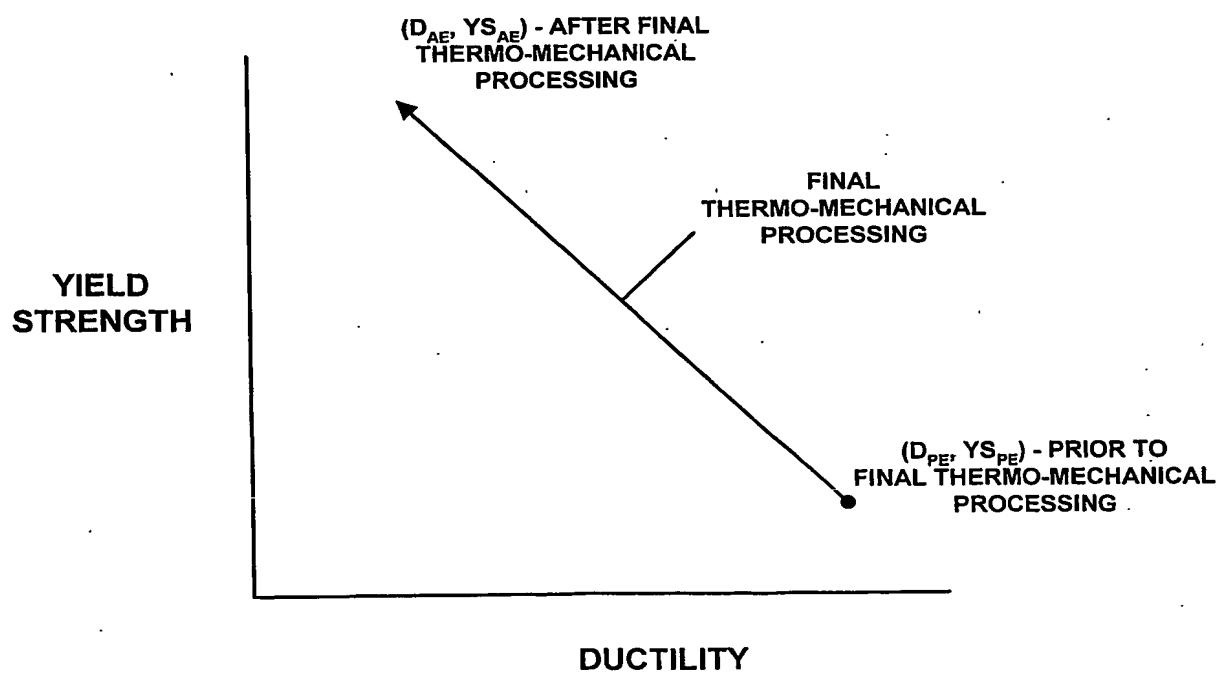 (D_AE, YS_AE) - AFTER FINAL
THERMO-MECHANICAL
PROCESSING
FINAL
THERMO-MECHANICAL
PROCESSING
YIELD
STRENGTH
(D_PE, YS_PE) - PRIOR TO
FINAL THERMO-MECHANICAL
PROCESSING
DUCTILITY